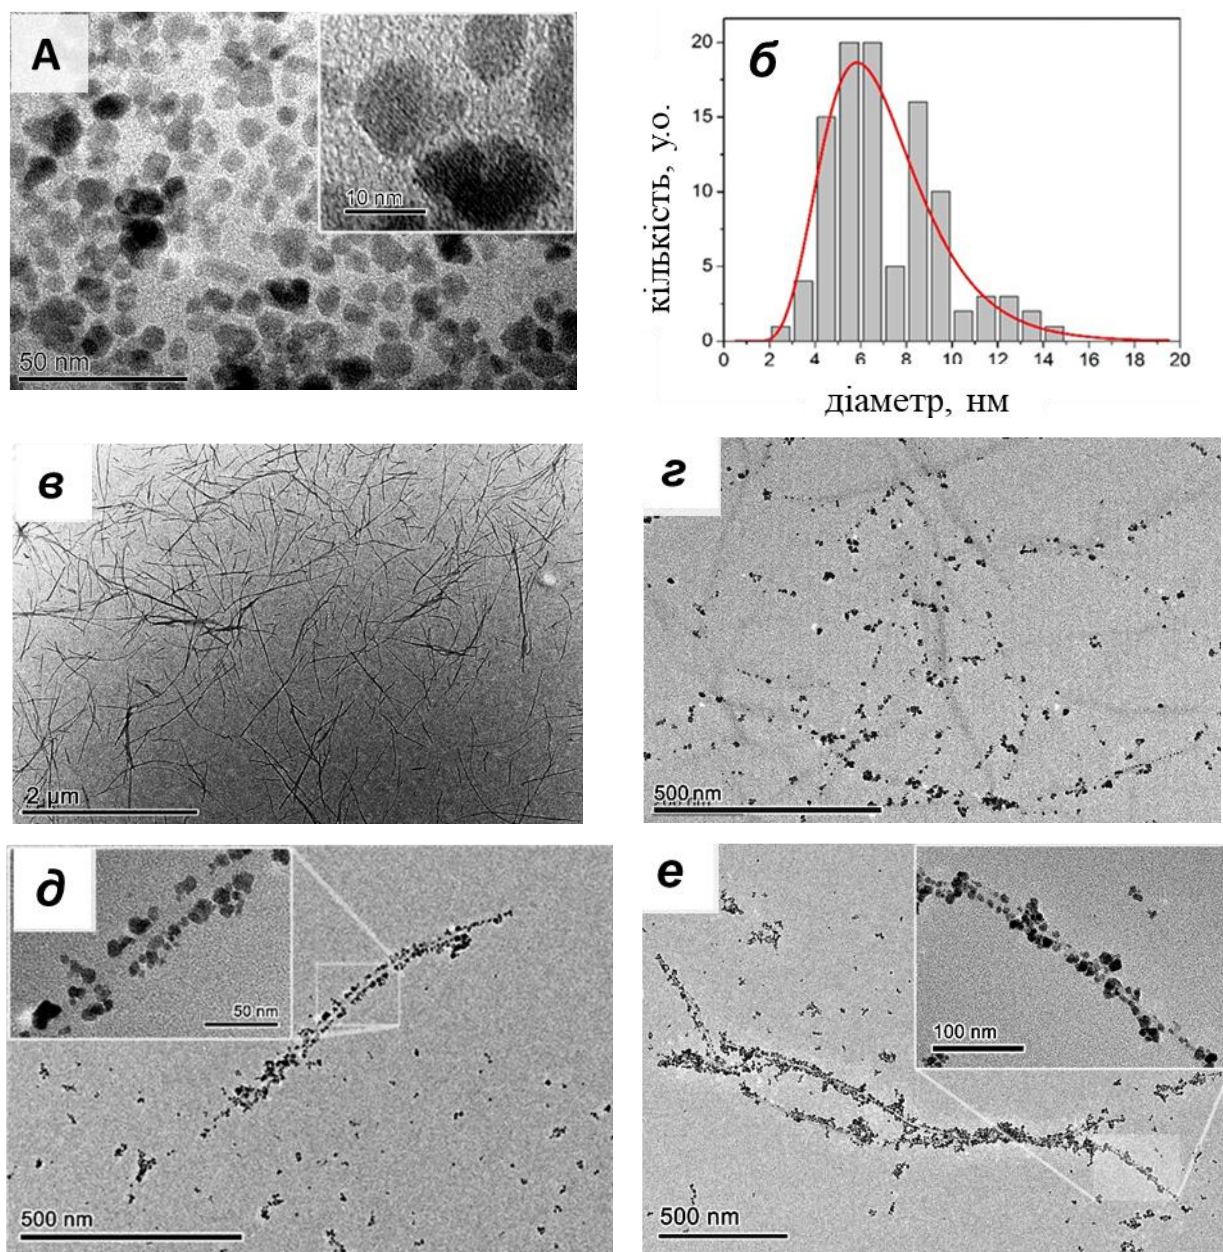 А
10 nm
50 nm
б
кількість, у.о.
20
15
10
5
0
0 2 4 6 8 10 12 14 16 18 20
діаметр, нм
в
2 µm
г
500 nm
д
50 nm
500 nm
е
100 nm
500 nm